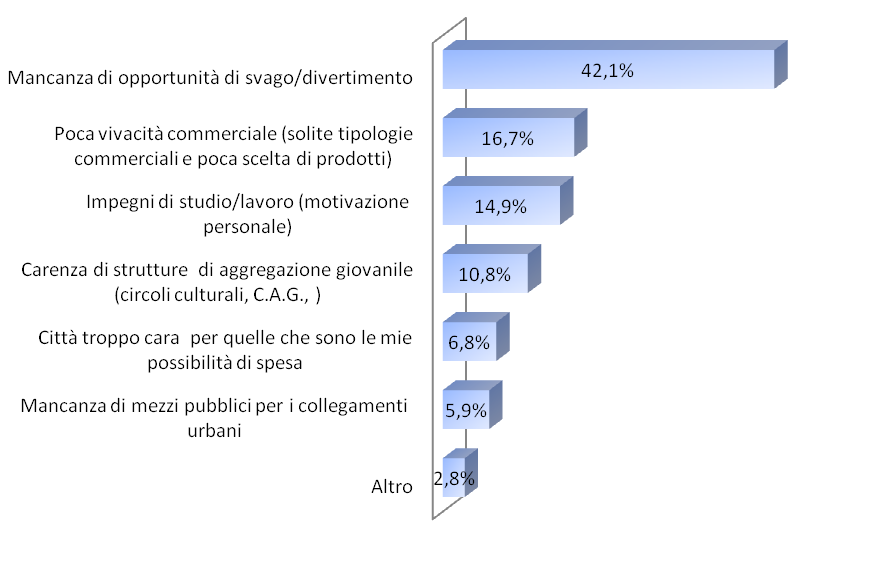 Mancanza di opportunità di svago/divertimento
42,1%
Poca vivacità commerciale (solite tipologie
commerciali e poca scelta di prodotti)
16,7%
Impegni di studio/lavoro (motivazione
personale)
14,9%
Carenza di strutture di aggregazione giovanile
(circoli culturali, C.A.G., )
10,8%
Città troppo cara per quelle che sono le mie
possibilità di spesa
6,8%
Mancanza di mezzi pubblici per i collegamenti
urbani
5,9%
Altro
2,8%